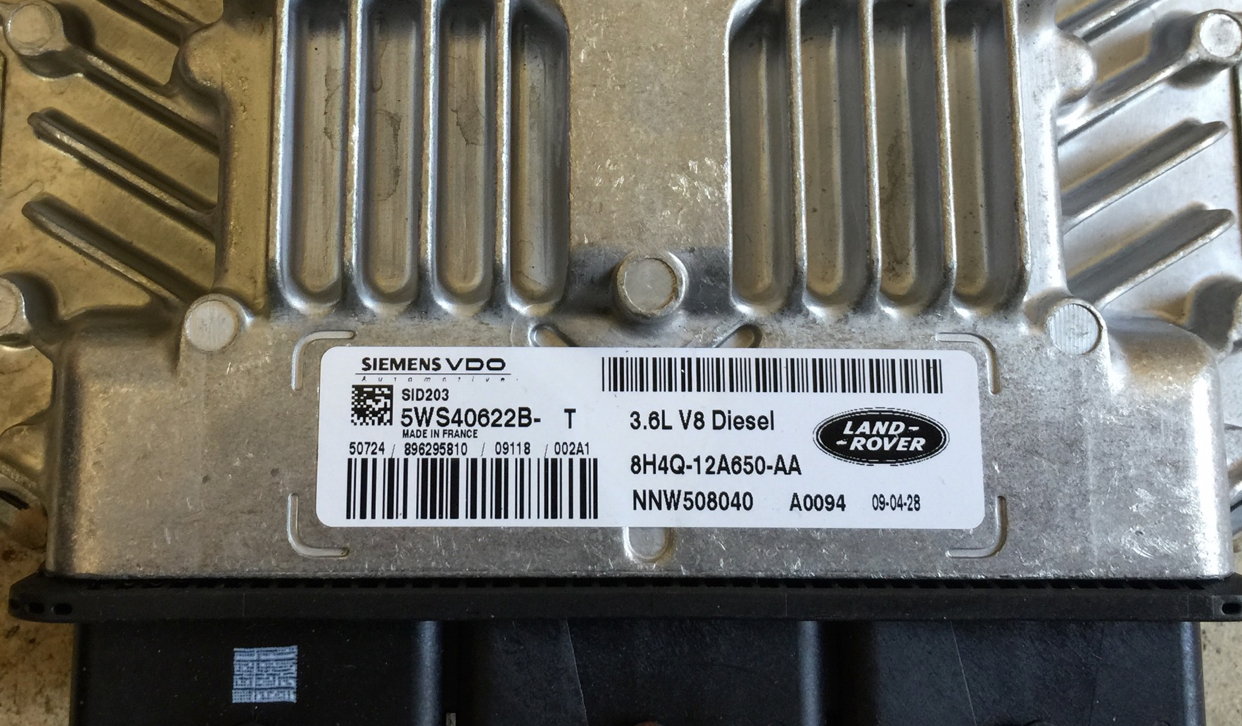 SIEMENS VDO
Automotive
SID203
5WS40622B- T
MADE IN FRANCE
50724 / 896295810 / 09118 / 002A1
3.6L V8 Diesel
LAND-
-ROVER
8H4Q-12A650-AA
NNW508040 A0094 09-04-28